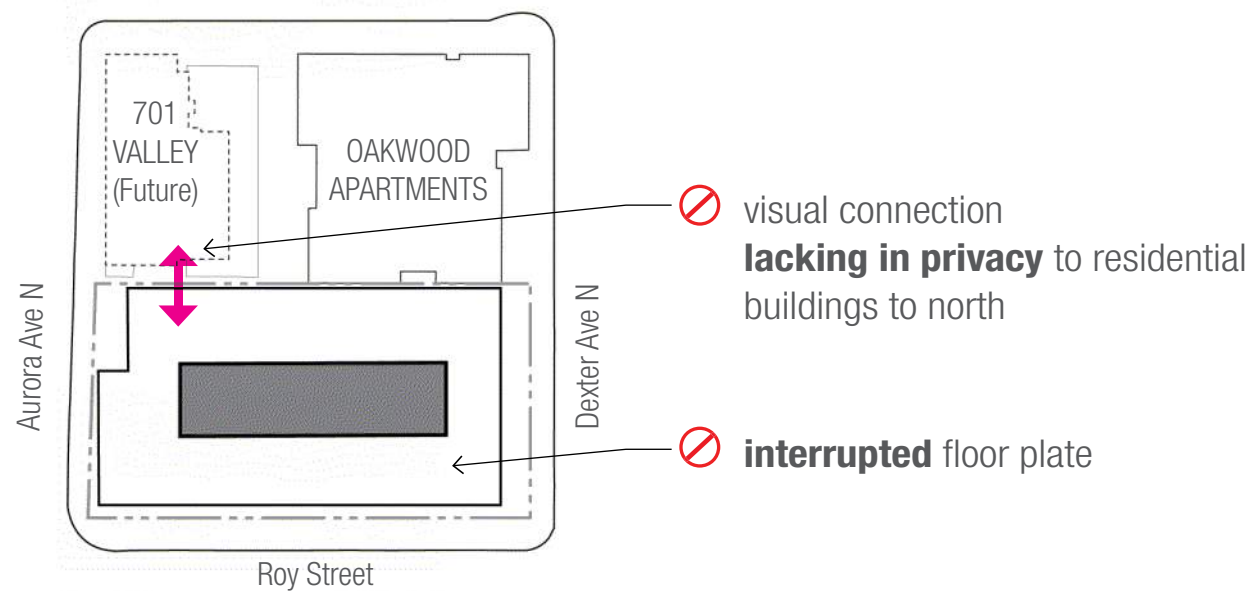 701
VALLEY
(Future)
OAKWOOD
APARTMENTS
visual connection
lacking in privacy to residential
buildings to north
Aurora Ave N
Dexter Ave N
interrupted floor plate
Roy Street